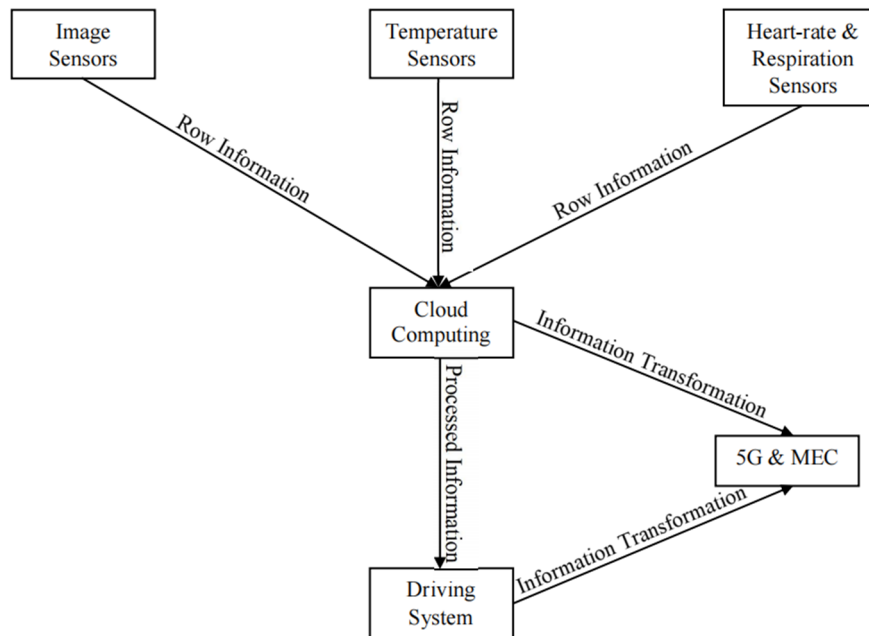 Image
Sensors
Temperature
Sensors
Heart-rate &
Respiration
Sensors
Row Information
Row Information
Row Information
Cloud
Computing
Information Transformation
Processed Information
5G & MEC
Information Transformation
Driving
System